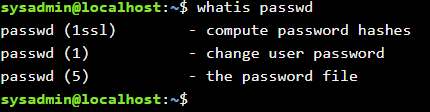 sysadmin@localhost:~$ whatis passwd
passwd (1ssl)        - compute password hashes
passwd (1)           - change user password
passwd (5)           - the password file
sysadmin@localhost:~$